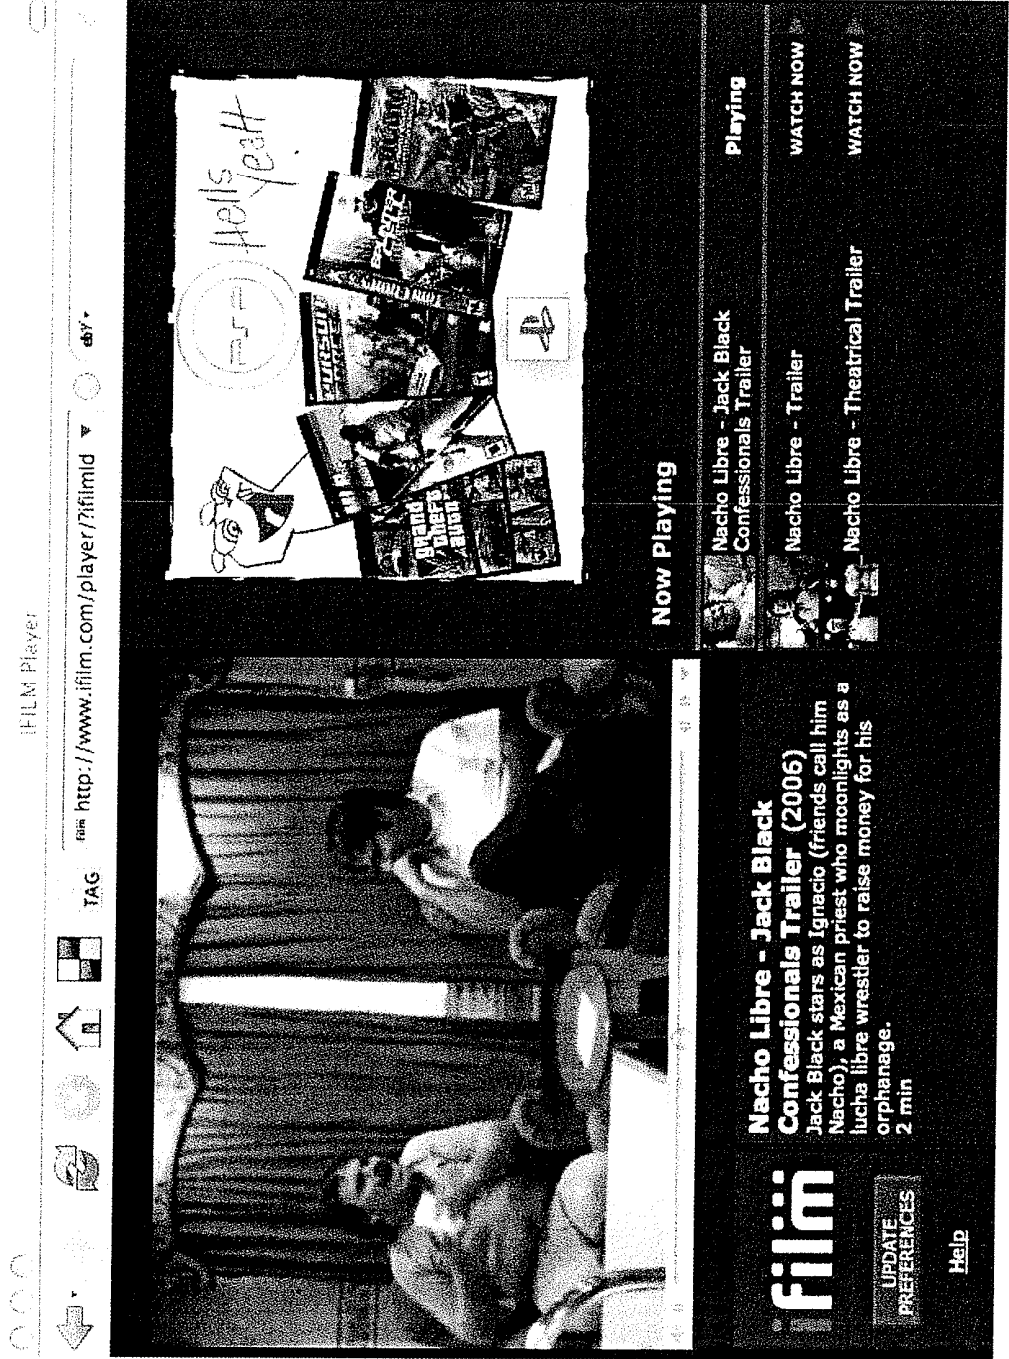 iFILM Player
TAG
film http://www.ifilm.com/player/?ifilmId
ebY
PSP
Hells
Yeah
grand
theft
auto
PURSUIT
FORCE
Now Playing
Nacho Libre - Jack Black
Confessionals Trailer
Playing
Nacho Libre - Trailer
WATCH NOW
Nacho Libre - Theatrical Trailer
WATCH NOW
ifilm
UPDATE
PREFERENCES
Help
Nacho Libre - Jack Black
Confessionals Trailer (2006)
Jack Black stars as Ignacio (friends call him
Nacho), a Mexican priest who moonlights as a
lucha libre wrestler to raise money for his
orphanage.
2 min